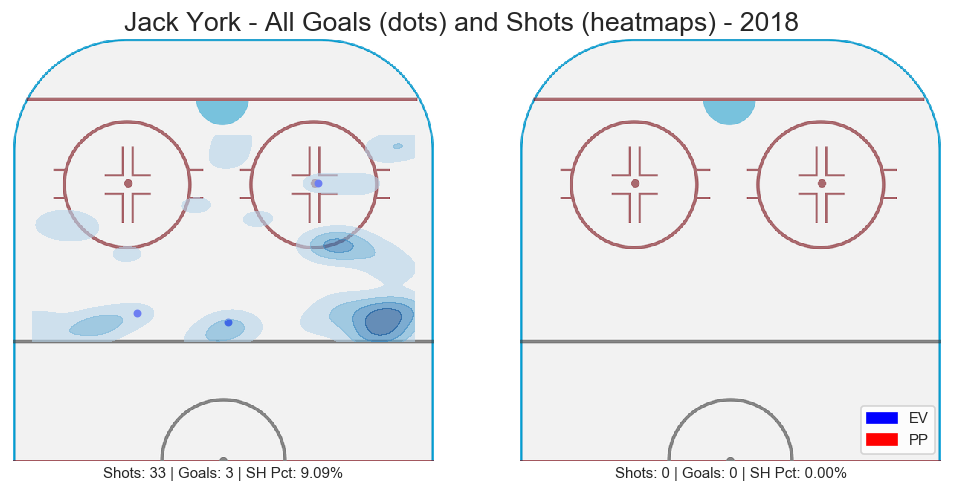 Jack York - All Goals (dots) and Shots (heatmaps) - 2018
EV
PP
Shots: 33 | Goals: 3 | SH Pct: 9.09%
Shots: 0 | Goals: 0 | SH Pct: 0.00%